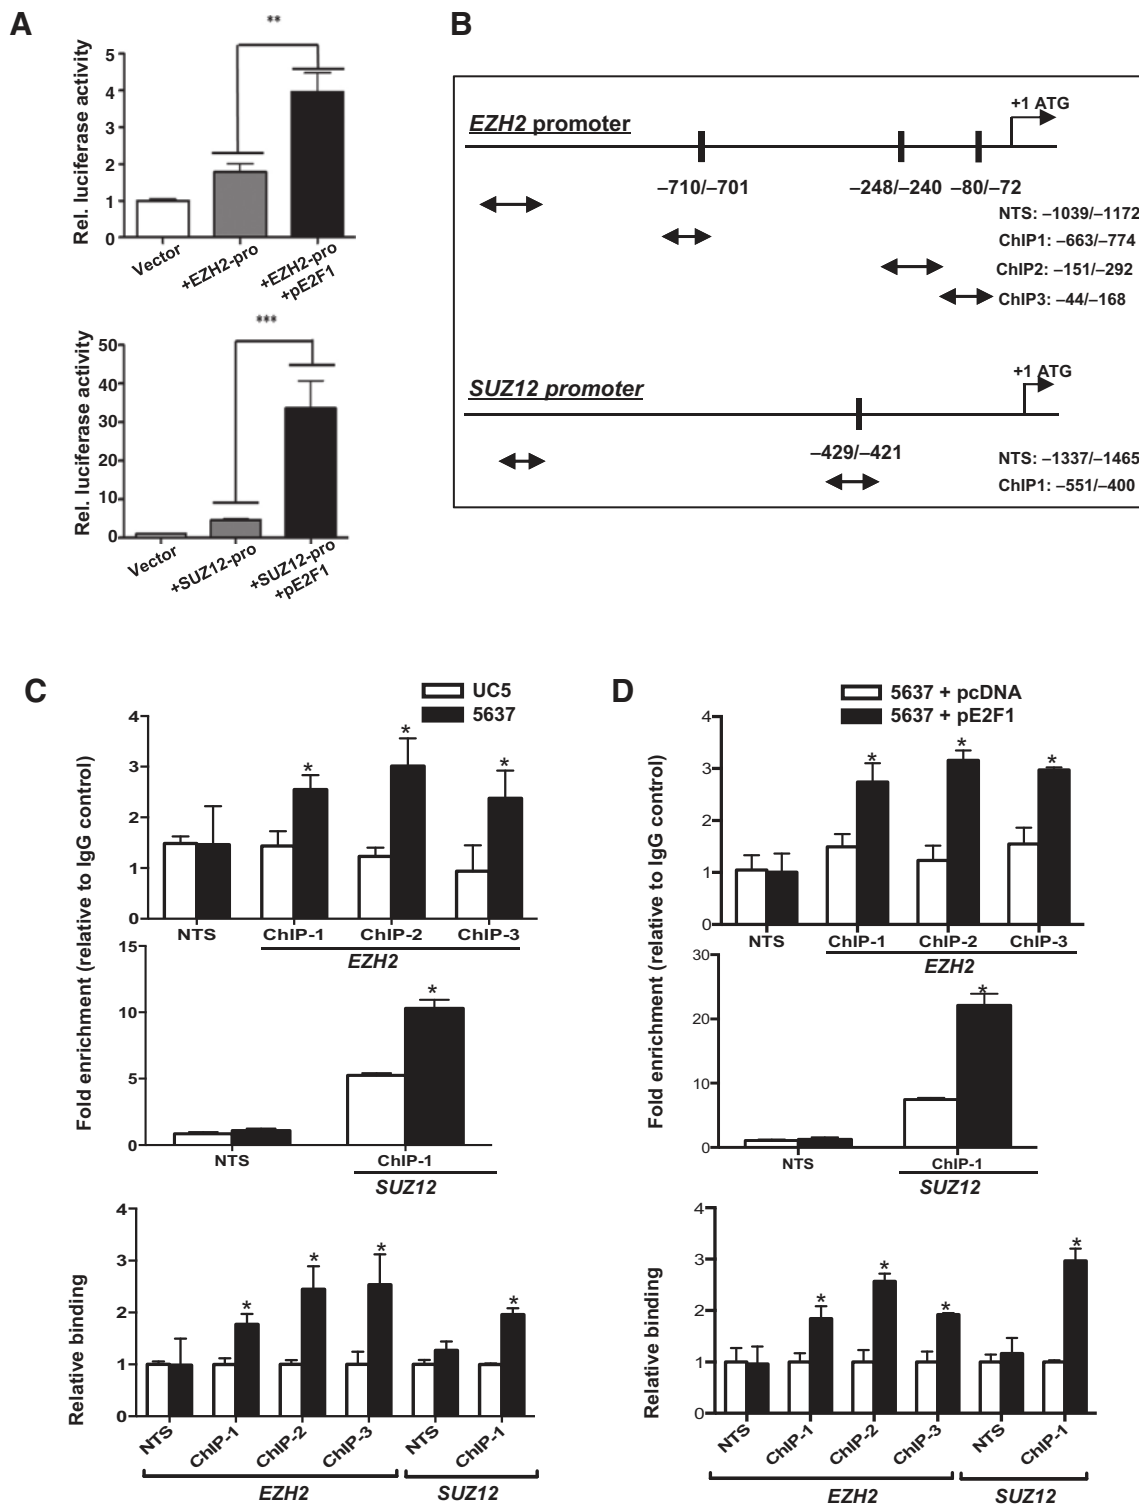 A
**
Rel. luciferase activity
5
4
3
2
1
0
Vector
+EZH2-pro
+EZH2-pro
+pE2F1
***
Rel. luciferase activity
50
40
30
20
10
0
Vector
+SUZ12-pro
+SUZ12-pro
+pE2F1
B
EZH2 promoter
+1 ATG
–710/–701
–248/–240
–80/–72
NTS: –1039/–1172
ChIP1: –663/–774
ChIP2: –151/–292
ChIP3: –44/–168
SUZ12 promoter
+1 ATG
–429/–421
NTS: –1337/–1465
ChIP1: –551/–400
C
UC5
5637
Fold enrichment (relative to IgG control)
4
3
2
1
0
* * *
NTS ChIP-1 ChIP-2 ChIP-3
EZH2
15
10
5
0
*
NTS ChIP-1
SUZ12
Relative binding
4
3
2
1
0
* * * *
NTS ChIP-1 ChIP-2 ChIP-3 NTS ChIP-1
EZH2 SUZ12
D
5637 + pcDNA
5637 + pE2F1
Fold enrichment (relative to IgG control)
4
3
2
1
0
* * *
NTS ChIP-1 ChIP-2 ChIP-3
EZH2
30
20
10
0
*
NTS ChIP-1
SUZ12
Relative binding
4
3
2
1
0
* * * *
NTS ChIP-1 ChIP-2 ChIP-3 NTS ChIP-1
EZH2 SUZ12